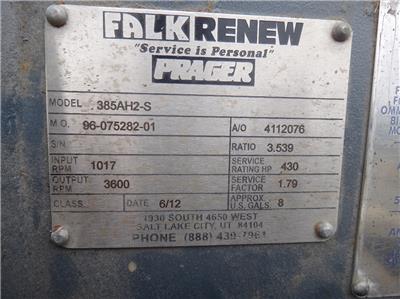 FALK RENEW
"Service is Personal"
PRAGER
MODEL 385AH2-S
M.O. 96-075282-01 A/O 4112076
S/N RATIO 3.539
INPUT RPM 1017 SERVICE RATING HP 430
OUTPUT RPM 3600 SERVICE FACTOR 1.79
CLASS DATE 6/12 APPROX U.S. GALS. 8
1930 SOUTH 4650 WEST
SALT LAKE CITY, UT 84104
PHONE (888) 439-7961